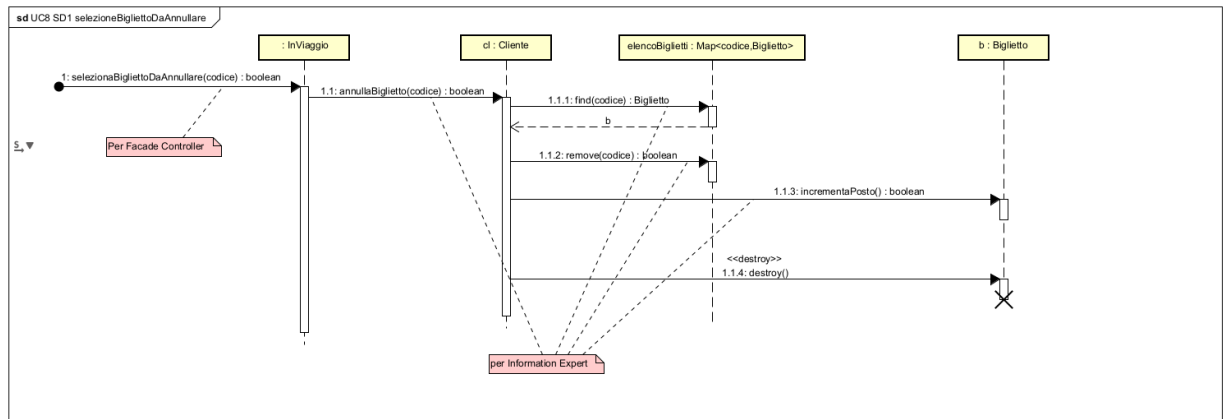 sd UC8 SD1 selezioneBigliettoDaAnnullare
: InViaggio
cl : Cliente
elencoBiglietti : Map<codice,Biglietto>
b : Biglietto
1: selezionaBigliettoDaAnnullare(codice) : boolean
1.1: annullaBiglietto(codice) : boolean
1.1.1: find(codice) : Biglietto
b
Per Facade Controller
S
1.1.2: remove(codice) : boolean
1.1.3: incrementaPosto() : boolean
<<destroy>>
1.1.4: destroy()
per Information Expert